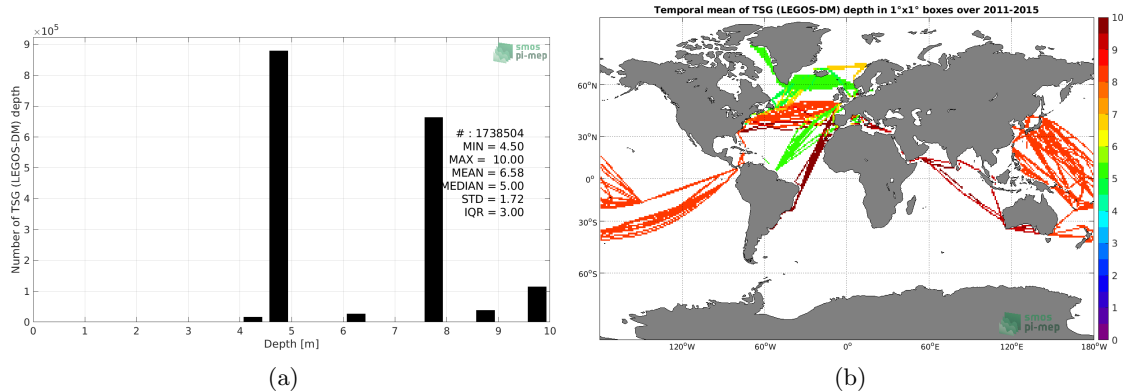 ×10⁵
9
8
7
6
5
4
3
2
1
0
Number of TSG (LEGOS-DM) depth
smos
pi-mep
# : 1738504
MIN = 4.50
MAX = 10.00
MEAN = 6.58
MEDIAN = 5.00
STD = 1.72
IQR = 3.00
0 1 2 3 4 5 6 7 8 9 10
Depth [m]
(a)
Temporal mean of TSG (LEGOS-DM) depth in 1°x1° boxes over 2011-2015
60°N
30°N
0°
30°S
60°S
120°W 60°W 0° 60°E 120°E 180°W
smos
pi-mep
10
9
8
7
6
5
4
3
2
1
0
(b)